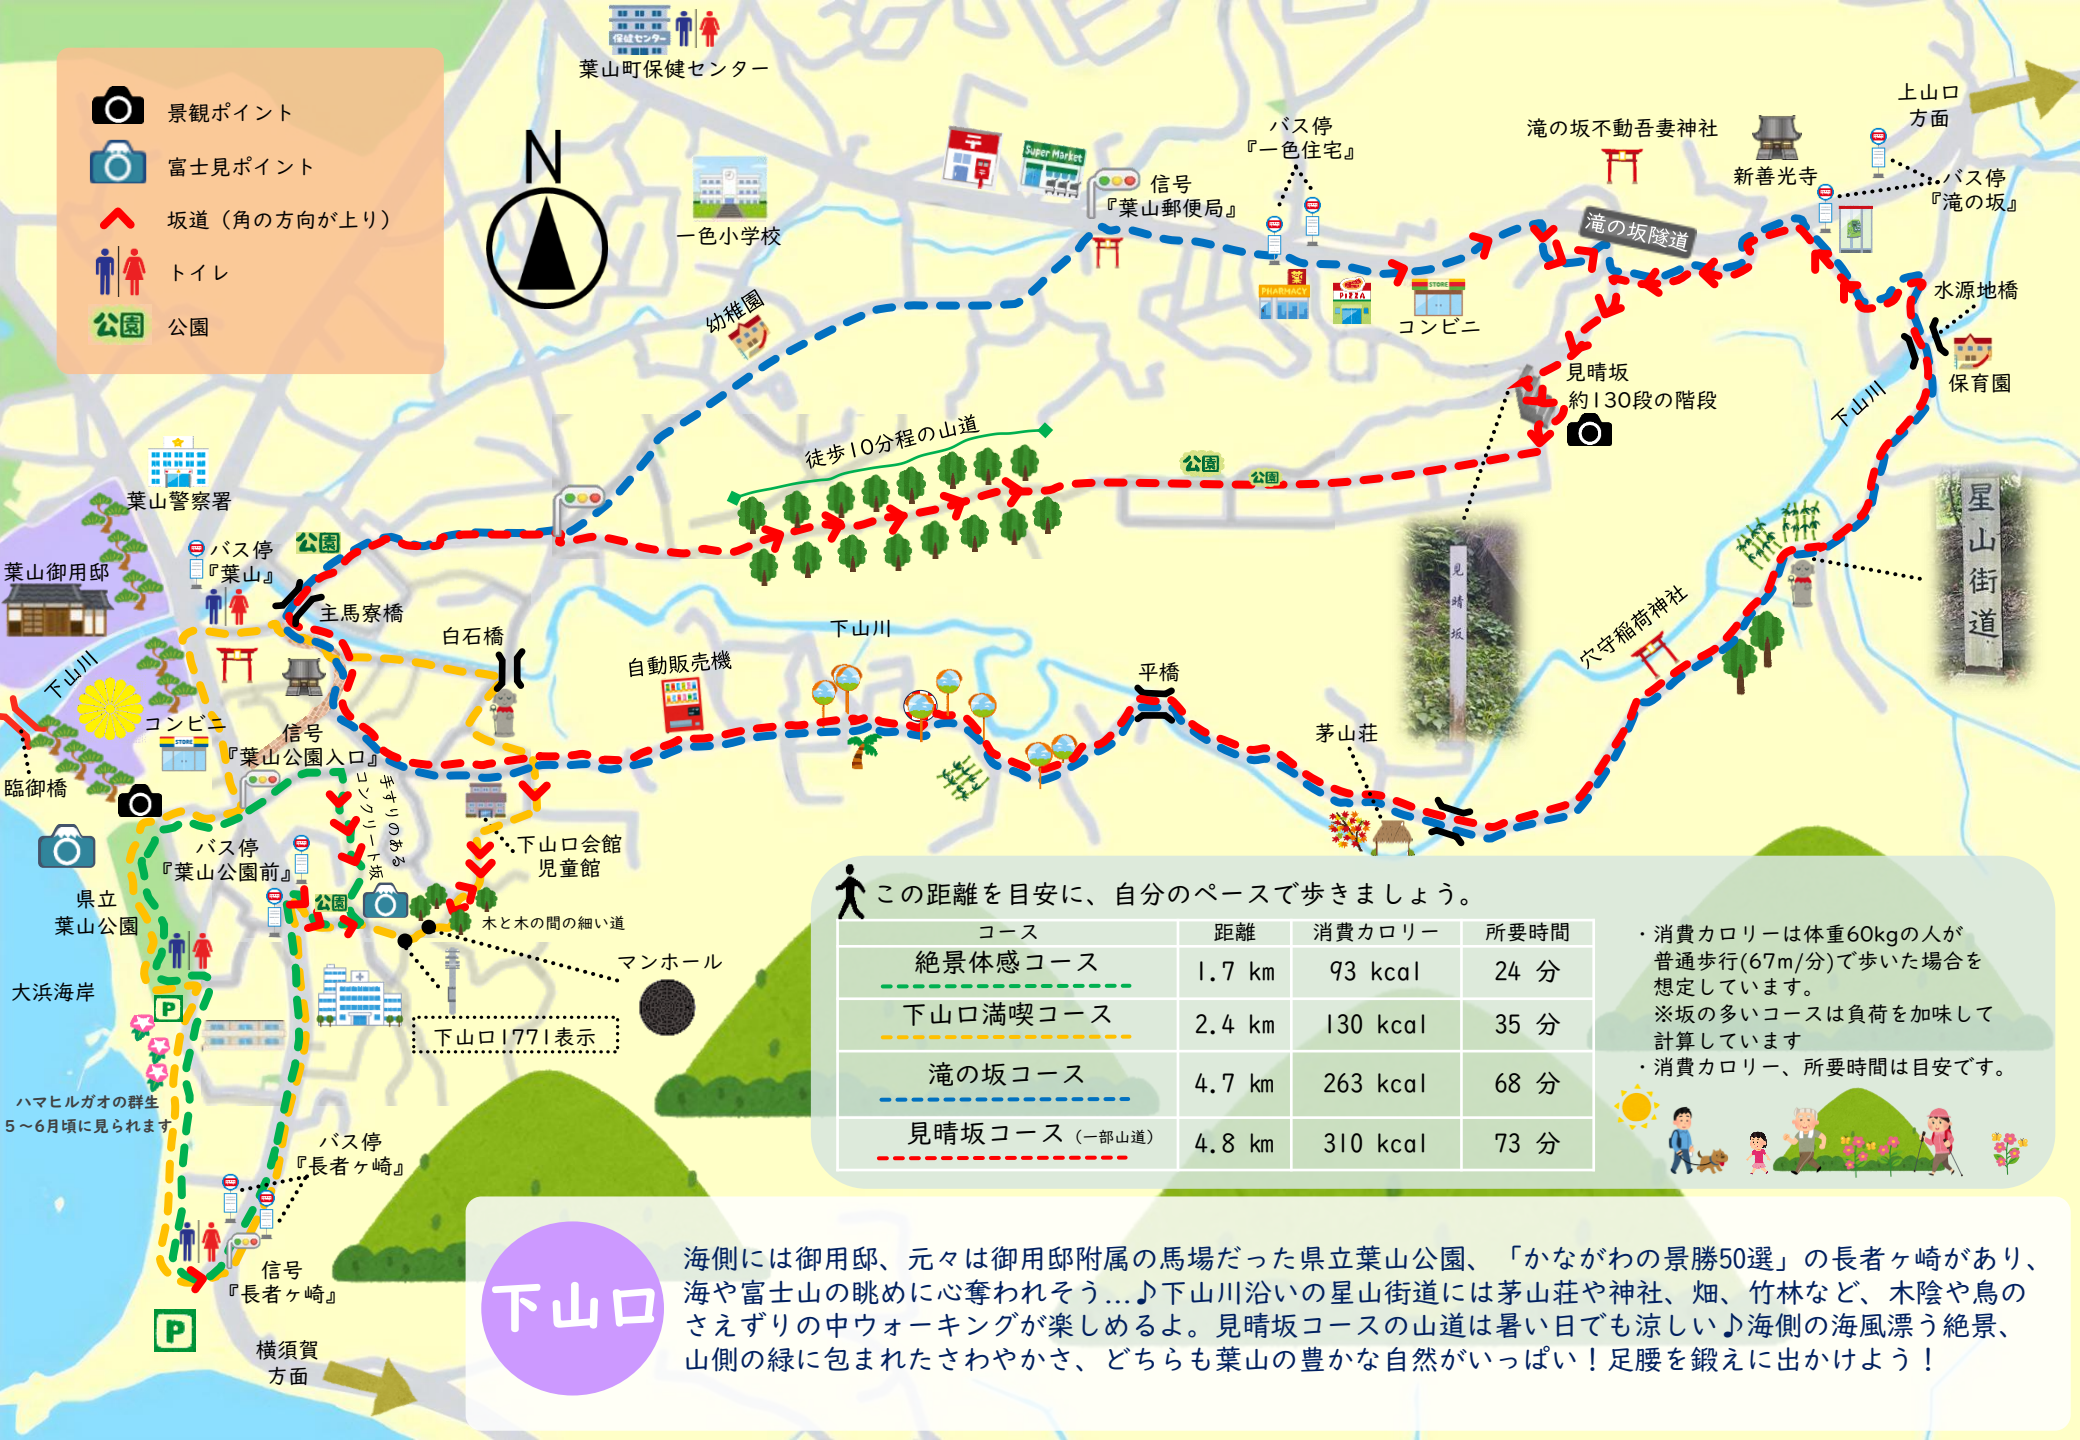 景観ポイント
富士見ポイント
坂道（角の方向が上り）
トイレ
公園
公園
N
保健センター
葉山町保健センター
一色小学校
Super Market
信号
『葉山郵便局』
バス停
『一色住宅』
薬
PHARMACY
PIZZA
STORE
コンビニ
滝の坂不動吾妻神社
新善光寺
上山口
方面
バス停
『滝の坂』
滝の坂隧道
水源地橋
保育園
下山川
見晴坂
約130段の階段
幼稚園
徒歩10分程の山道
公園
公園
葉山警察署
葉山御用邸
バス停
『葉山』
公園
主馬寮橋
白石橋
下山川
自動販売機
下山川
平橋
茅山荘
穴守稲荷神社
見晴坂
星山街道
コンビニ
STORE
臨御橋
信号
『葉山公園入口』
手すりのある
コンクリート坂
バス停
『葉山公園前』
公園
下山口会館
児童館
木と木の間の細い道
マンホール
下山口1771表示
県立
葉山公園
大浜海岸
P
ハマヒルガオの群生
5～6月頃に見られます
バス停
『長者ヶ崎』
信号
『長者ヶ崎』
P
横須賀
方面
この距離を目安に、自分のペースで歩きましょう。
コース 距離 消費カロリー 所要時間
絶景体感コース 1.7 km 93 kcal 24 分
下山口満喫コース 2.4 km 130 kcal 35 分
滝の坂コース 4.7 km 263 kcal 68 分
見晴坂コース（一部山道） 4.8 km 310 kcal 73 分
・消費カロリーは体重60kgの人が
普通歩行(67m/分)で歩いた場合を
想定しています。
※坂の多いコースは負荷を加味して
計算しています
・消費カロリー、所要時間は目安です。
下山口
海側には御用邸、元々は御用邸附属の馬場だった県立葉山公園、「かながわの景勝50選」の長者ヶ崎があり、
海や富士山の眺めに心奪われそう…♪下山川沿いの星山街道には茅山荘や神社、畑、竹林など、木陰や鳥の
さえずりの中ウォーキングが楽しめるよ。見晴坂コースの山道は暑い日でも涼しい♪海側の海風漂う絶景、
山側の緑に包まれたさわやかさ、どちらも葉山の豊かな自然がいっぱい！足腰を鍛えに出かけよう！